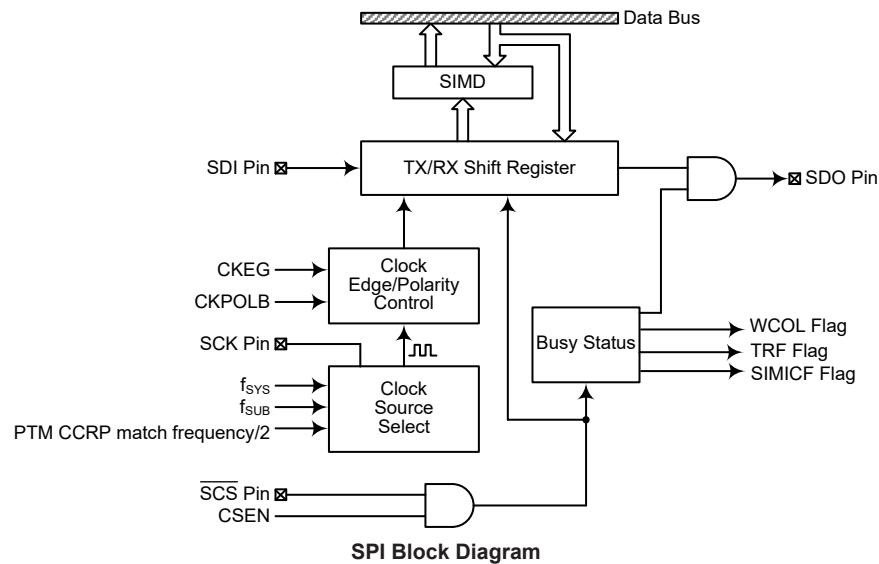 Data Bus
SIMD
SDI Pin
TX/RX Shift Register
SDO Pin
CKEG
CKPOLB
Clock
Edge/Polarity
Control
SCK Pin
Busy Status
WCOL Flag
TRF Flag
SIMICF Flag
fSYS
fSUB
PTM CCRP match frequency/2
Clock
Source
Select
SCS Pin
CSEN
SPI Block Diagram